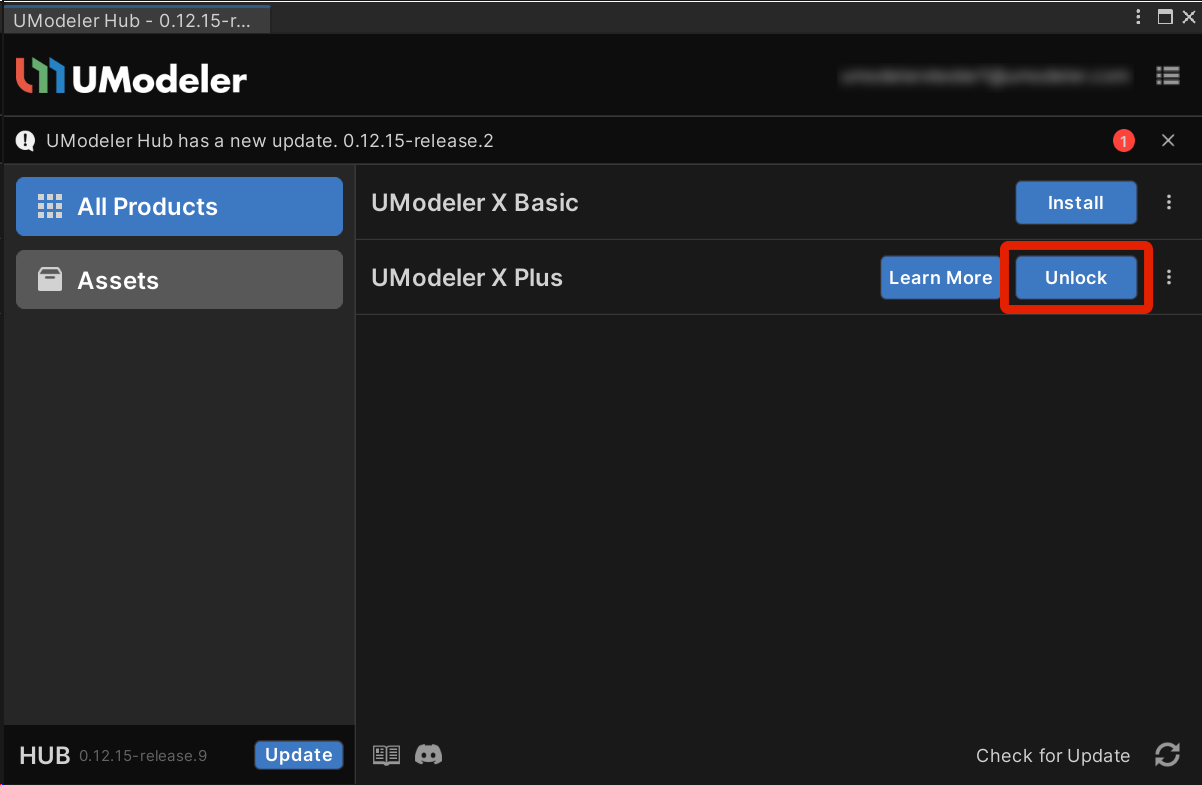 UModeler Hub - 0.12.15-r...
UModeler
UModeler Hub has a new update. 0.12.15-release.2
1
All Products
Assets
UModeler X Basic
Install
UModeler X Plus
Learn More
Unlock
HUB 0.12.15-release.9
Update
Check for Update